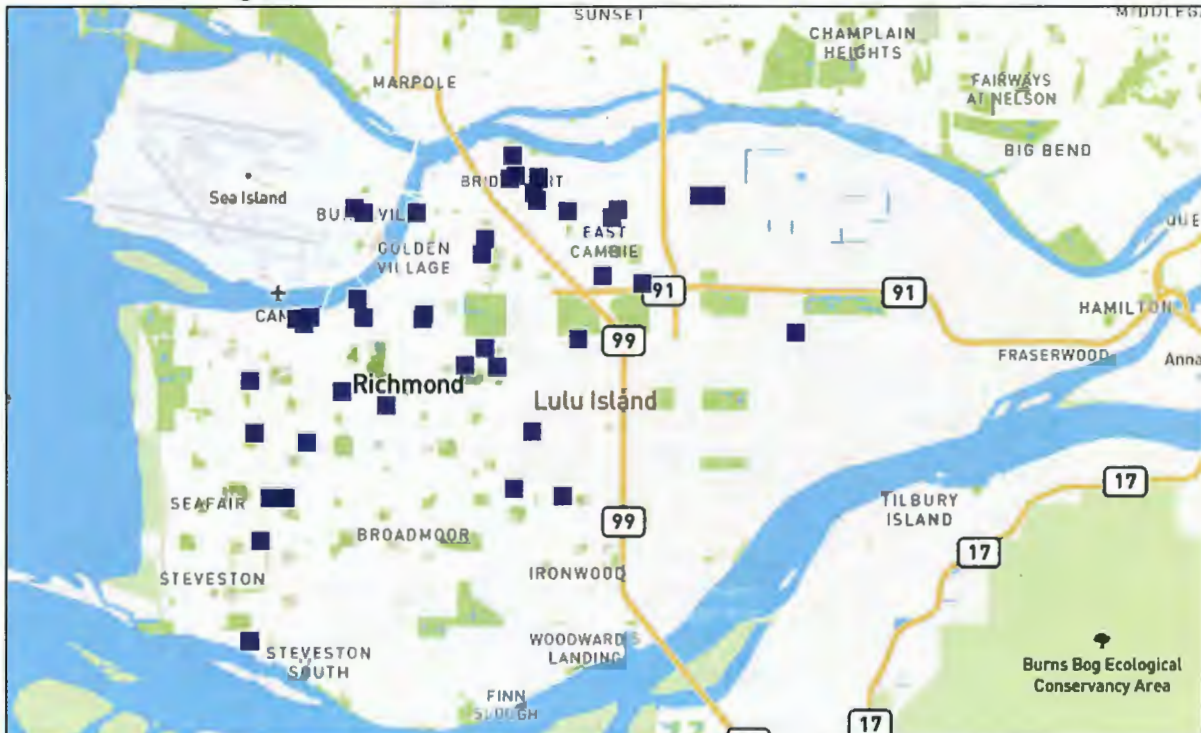 SUNSET
CHAMPLAIN
HEIGHTS
MARPOLE
FAIRWAYS
AT NELSON
BIG BEND
Sea Island
EAST
CAMBIE
GOLDEN
VILLAGE
91
91
HAMILTON
99
FRASERWOOD
Richmond
Lulu Island
17
SEAFAIR
TILBURY
ISLAND
99
BROADMOOR
17
STEVESTON
IRONWOOD
WOODWARD'S
LANDING
STEVESTON
SOUTH
Burns Bog Ecological
Conservancy Area
FINN
SLOUGH
17